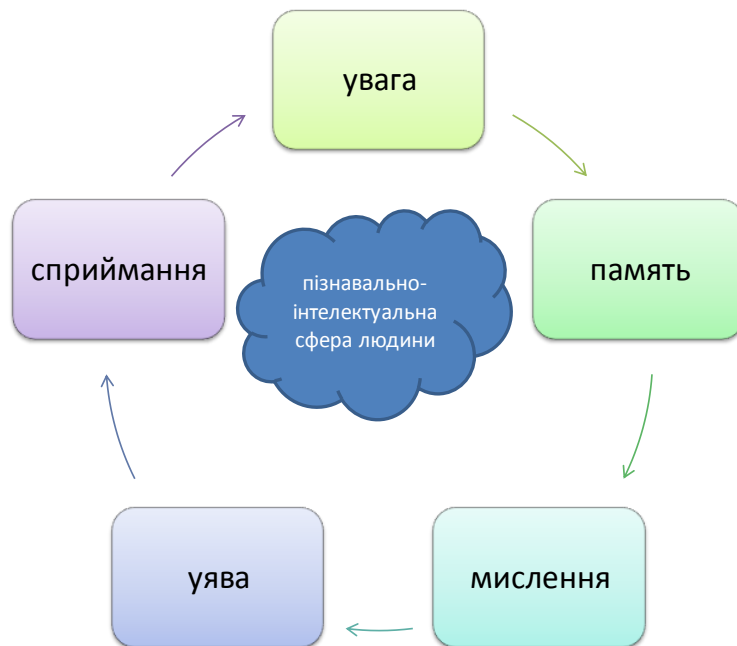 увага
память
мислення
уява
сприймання
пізнавально-
інтелектуальна
сфера людини